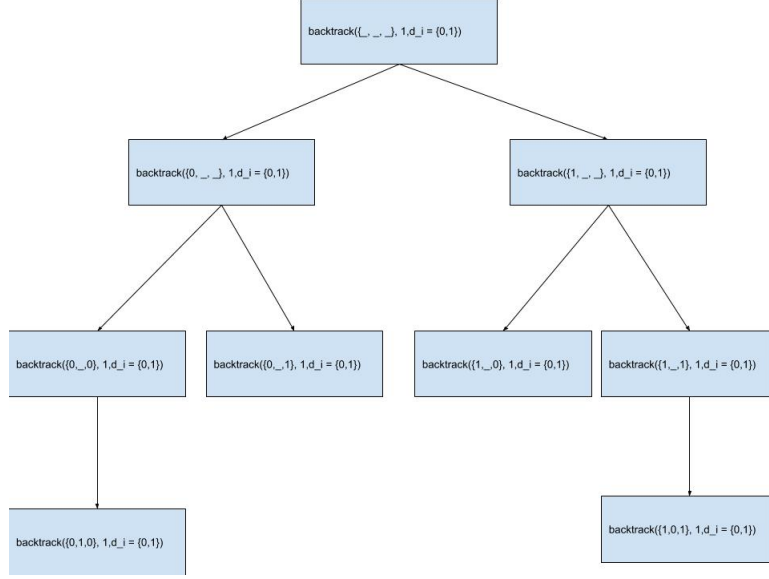 backtrack({_, _, _}, 1,d_i = {0,1})
backtrack({0, _, _}, 1,d_i = {0,1})
backtrack({1, _, _}, 1,d_i = {0,1})
backtrack({0,_,0}, 1,d_i = {0,1})
backtrack({0,_,1}, 1,d_i = {0,1})
backtrack({1,_,0}, 1,d_i = {0,1})
backtrack({1,_,1}, 1,d_i = {0,1})
backtrack({0,1,0}, 1,d_i = {0,1})
backtrack({1,0,1}, 1,d_i = {0,1})